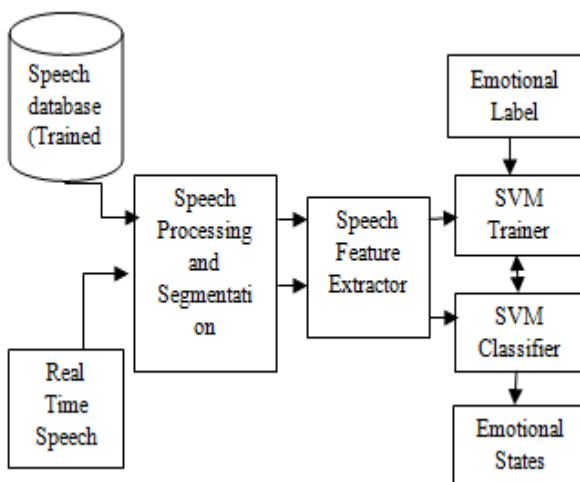 Speech
database
(Trained
Real
Time
Speech
Speech
Processing
and
Segmentati
on
Speech
Feature
Extractor
Emotional
Label
SVM
Trainer
SVM
Classifier
Emotional
States